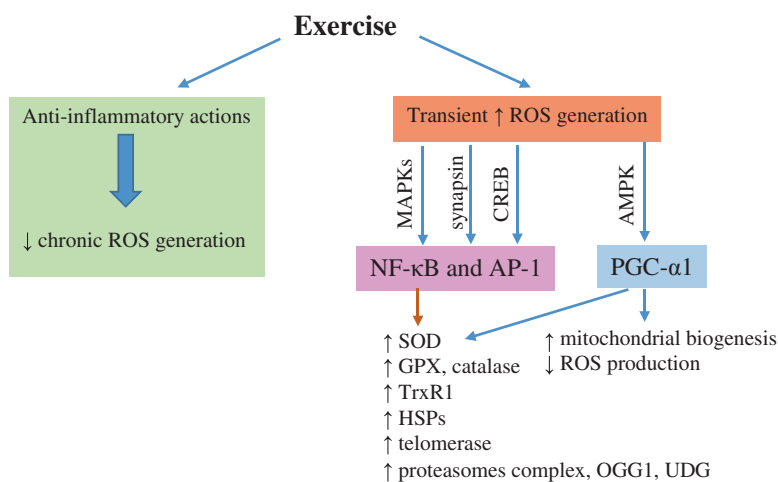 Exercise
Anti-inflammatory actions
↓ chronic ROS generation
Transient ↑ ROS generation
MAPKs
synapsin
CREB
AMPK
NF-κB and AP-1
PGC-α1
↑ SOD
↑ GPX, catalase
↑ TrxR1
↑ HSPs
↑ telomerase
↑ proteasomes complex, OGG1, UDG
↑ mitochondrial biogenesis
↓ ROS production